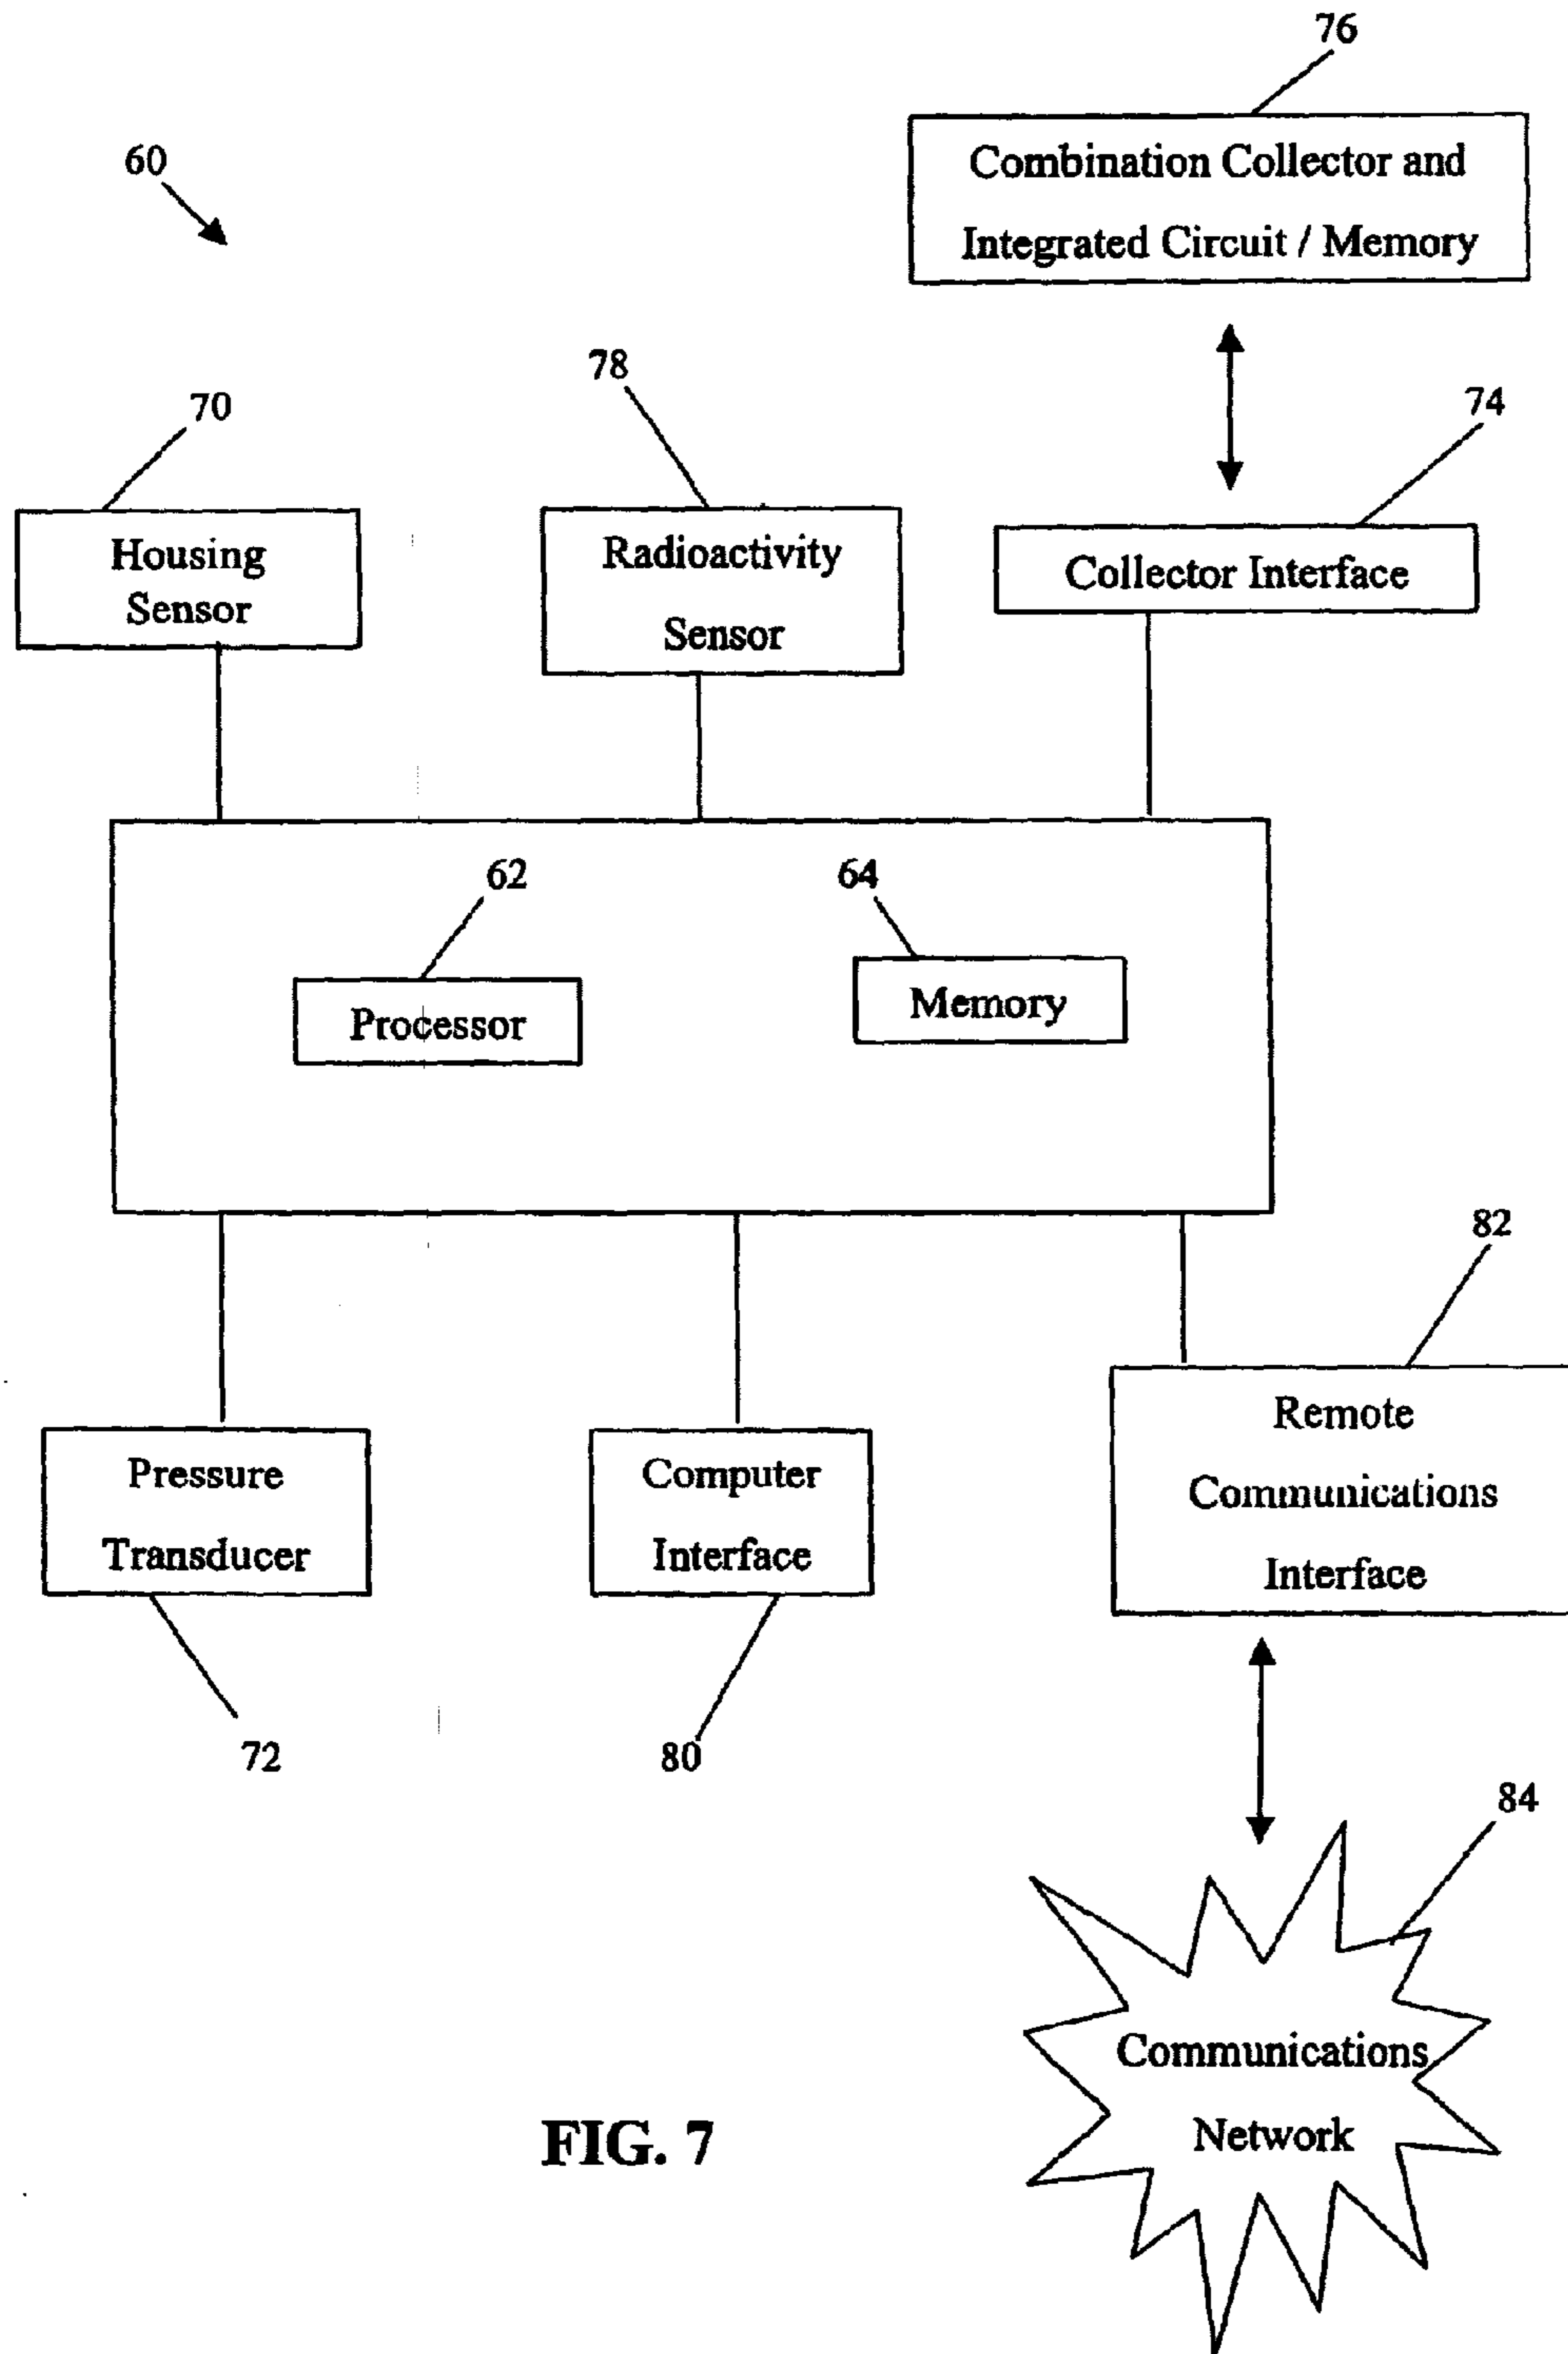 76
Combination Collector and
Integrated Circuit / Memory
60
78
70
74
Housing
Sensor
Radioactivity
Sensor
Collector Interface
62
64
Processor
Memory
82
Remote
Communications
Interface
Pressure
Transducer
Computer
Interface
72
80
84
Communications
Network
FIG. 7